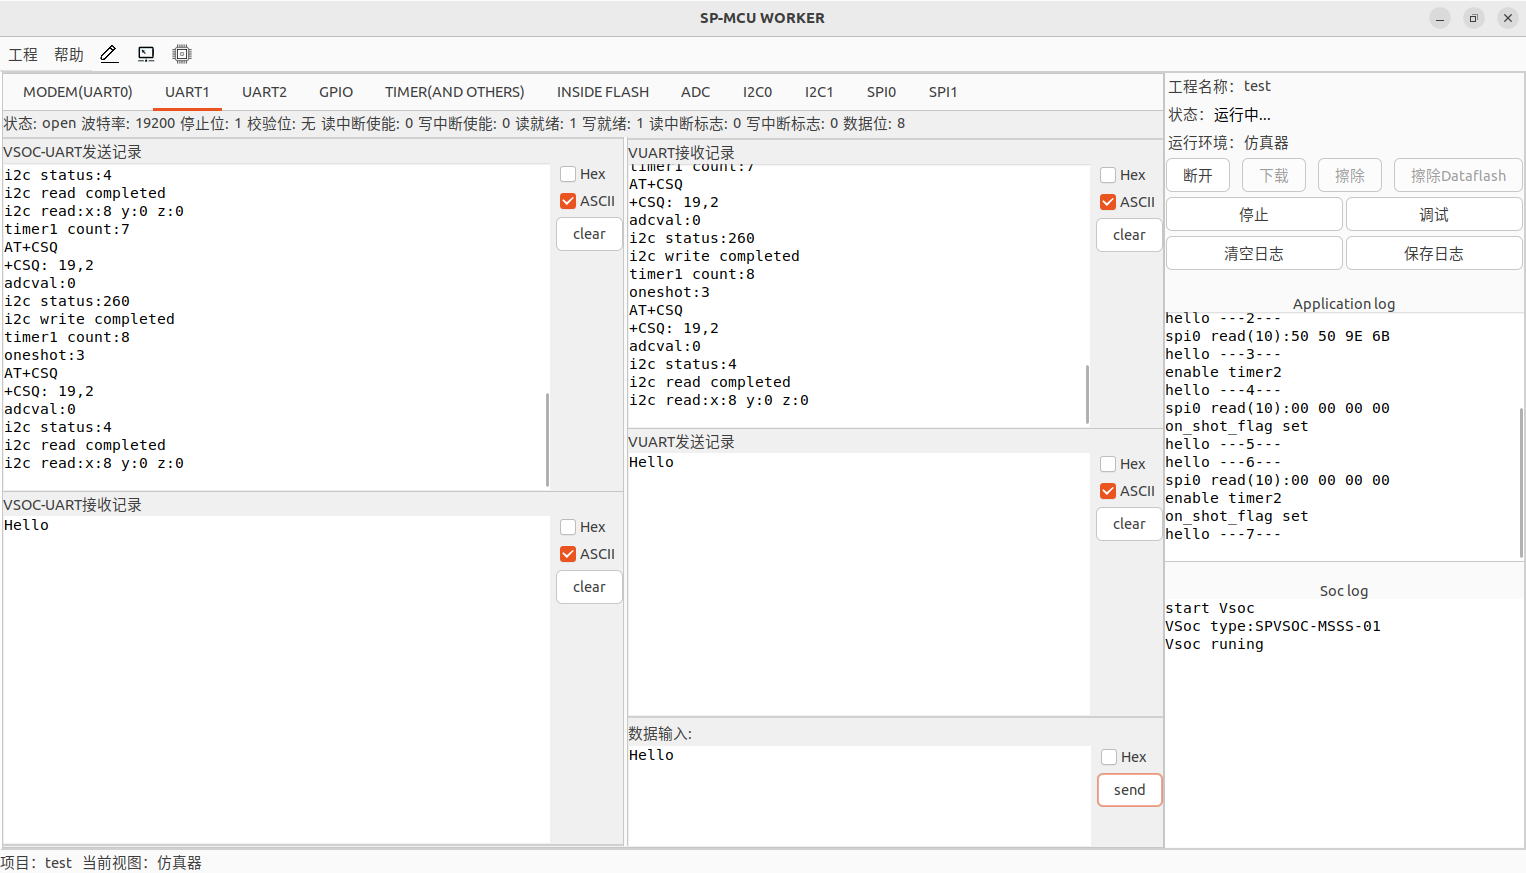 SP-MCU WORKER
工程 帮助
MODEM(UART0) UART1 UART2 GPIO TIMER(AND OTHERS) INSIDE FLASH ADC I2C0 I2C1 SPI0 SPI1
状态: open 波特率: 19200 停止位: 1 校验位: 无 读中断使能: 0 写中断使能: 0 读就绪: 1 写就绪: 1 读中断标志: 0 写中断标志: 0 数据位: 8
VSOC-UART发送记录
i2c status:4
i2c read completed
i2c read:x:8 y:0 z:0
timer1 count:7
AT+CSQ
+CSQ: 19,2
adcval:0
i2c status:260
i2c write completed
timer1 count:8
oneshot:3
AT+CSQ
+CSQ: 19,2
adcval:0
i2c status:4
i2c read completed
i2c read:x:8 y:0 z:0
Hex
ASCII
clear
VSOC-UART接收记录
Hello
Hex
ASCII
clear
VUART接收记录
timer1 count:7
AT+CSQ
+CSQ: 19,2
adcval:0
i2c status:260
i2c write completed
timer1 count:8
oneshot:3
AT+CSQ
+CSQ: 19,2
adcval:0
i2c status:4
i2c read completed
i2c read:x:8 y:0 z:0
Hex
ASCII
clear
VUART发送记录
Hello
Hex
ASCII
clear
数据输入:
Hello
Hex
send
工程名称: test
状态: 运行中...
运行环境: 仿真器
断开 下载 擦除 擦除Dataflash
停止 调试
清空日志 保存日志
Application log
hello ---2---
spi0 read(10):50 50 9E 6B
hello ---3---
enable timer2
hello ---4---
spi0 read(10):00 00 00 00
on_shot_flag set
hello ---5---
hello ---6---
spi0 read(10):00 00 00 00
enable timer2
on_shot_flag set
hello ---7---
Soc log
start Vsoc
VSoc type:SPVSOC-MSSS-01
Vsoc runing
项目: test 当前视图: 仿真器